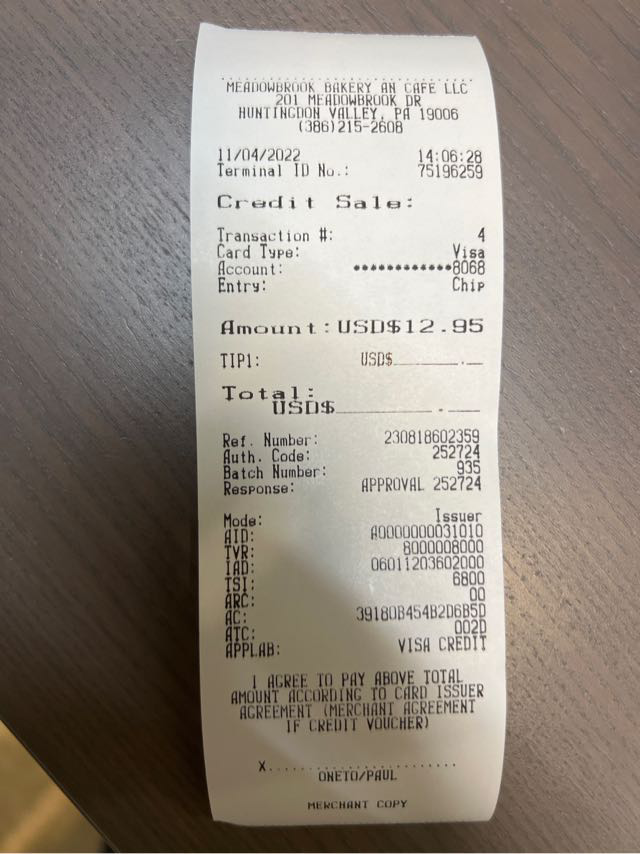 MEADOWBROOK BAKERY AN CAFE LLC
201 MEADOWBROOK DR
HUNTINGDON VALLEY, PA 19006
(386)215-2608
11/04/2022 14:06:28
Terminal ID No.: 75196259
Credit Sale:
Transaction #: 4
Card Type: Visa
Account: ************8068
Entry: Chip
Amount: USD$12.95
TIP1: USD$________.__
Total:
USD$________.__
Ref. Number: 230818602359
Auth. Code: 252724
Batch Number: 935
Response: APPROVAL 252724
Mode: Issuer
AID: A0000000031010
TVR: 8000008000
IAD: 06011203602000
TSI: 6800
ARC: 00
AC: 39180B454B2D6B5D
ATC: 002D
APPLAB: VISA CREDIT
I AGREE TO PAY ABOVE TOTAL
AMOUNT ACCORDING TO CARD ISSUER
AGREEMENT (MERCHANT AGREEMENT
IF CREDIT VOUCHER)
X..........................
ONETO/PAUL
MERCHANT COPY